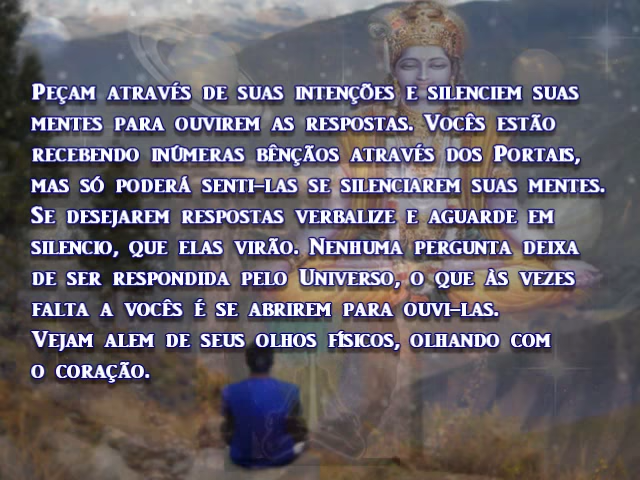 Peçam através de suas intenções e silenciem suas
mentes para ouvirem as respostas. Vocês estão
recebendo inúmeras bênçãos através dos Portais,
mas só poderá senti-las se silenciarem suas mentes.
Se desejarem respostas verbalize e aguarde em
silencio, que elas virão. Nenhuma pergunta deixa
de ser respondida pelo Universo, o que às vezes
falta a vocês é se abrirem para ouvi-las.
Vejam alem de seus olhos físicos, olhando com
o coração.